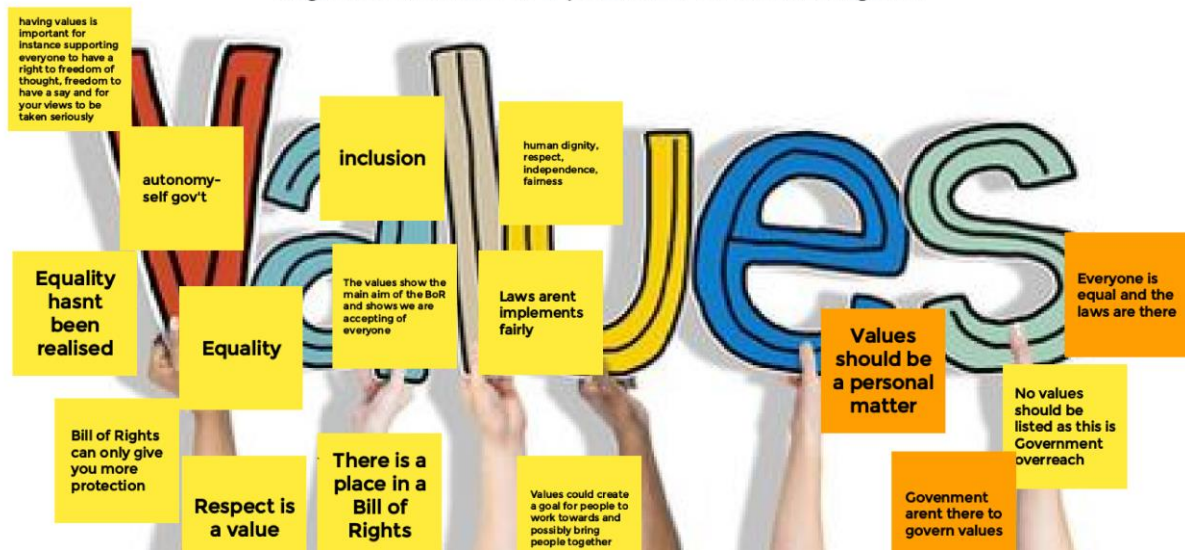 having values is
important for
instance supporting
everyone to have a
right to freedom of
thought, freedom to
have a say and for
your views to be
taken seriously
autonomy-
self gov't
inclusion
human dignity,
respect,
independence,
fairness
Values
Equality
hasnt
been
realised
Equality
The values show the
main aim of the BoR
and shows we are
accepting of
everyone
Laws arent
implements
fairly
Values
should be
a personal
matter
Everyone is
equal and the
laws are there
Bill of Rights
can only give
you more
protection
Respect is
a value
There is a
place in a
Bill of
Rights
Values could create
a goal for people to
work towards and
possibly bring
people together
No values
should be
listed as this is
Government
overreach
Govenment
arent there to
govern values